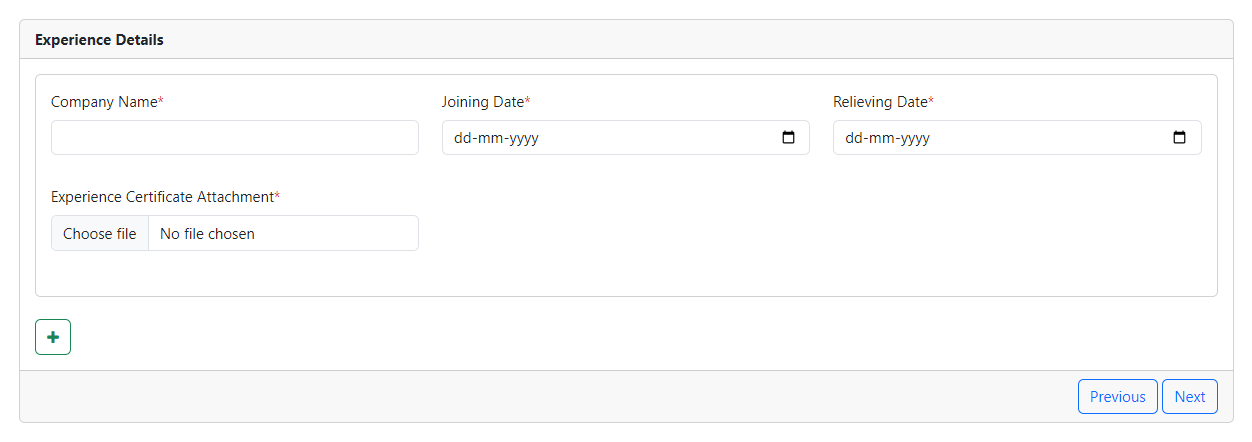 Experience Details
Company Name* Joining Date* Relieving Date*
dd-mm-yyyy dd-mm-yyyy
Experience Certificate Attachment*
Choose file No file chosen
+
Previous Next